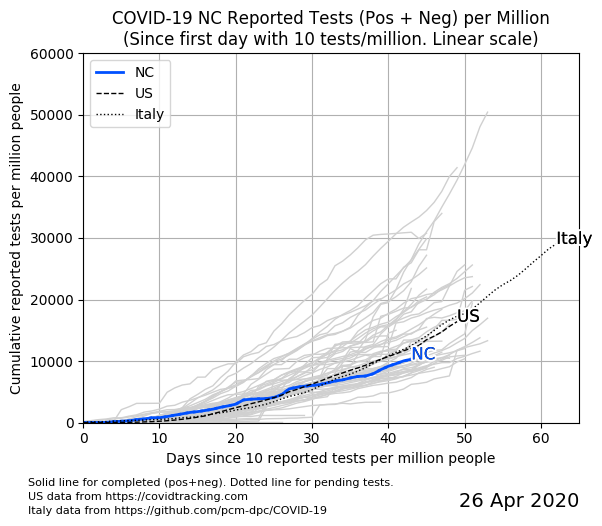 COVID-19 NC Reported Tests (Pos + Neg) per Million
(Since first day with 10 tests/million. Linear scale)
Cumulative reported tests per million people
60000
50000
40000
30000
20000
10000
0
NC
US
Italy
Italy
US
NC
0 10 20 30 40 50 60
Days since 10 reported tests per million people
Solid line for completed (pos+neg). Dotted line for pending tests.
US data from https://covidtracking.com
Italy data from https://github.com/pcm-dpc/COVID-19
26 Apr 2020